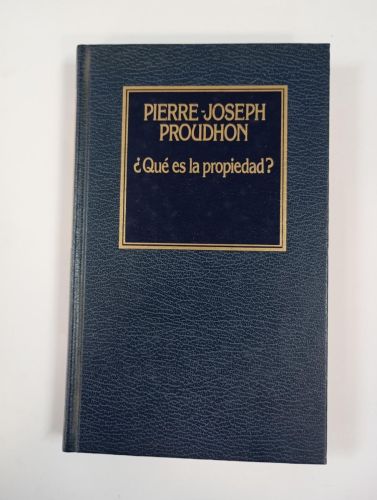 PIERRE-JOSEPH
PROUDHON
¿Qué es la propiedad?